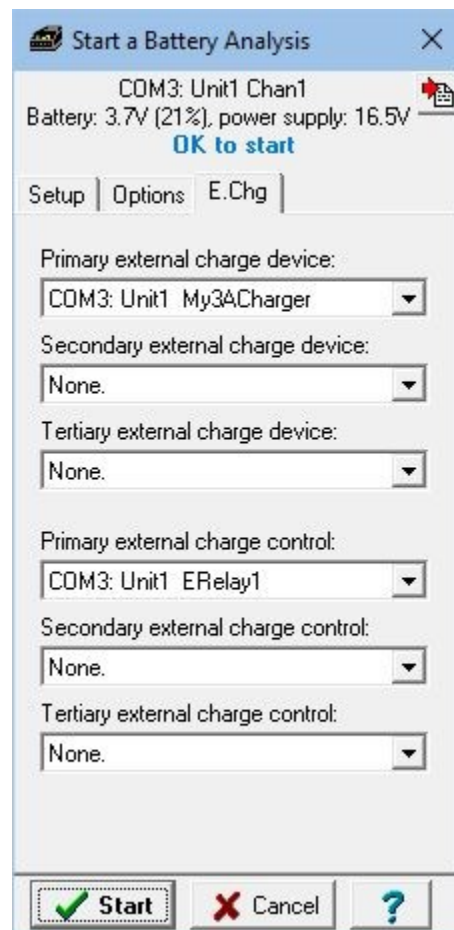 Start a Battery Analysis
COM3: Unit1 Chan1
Battery: 3.7V (21%), power supply: 16.5V
OK to start
Setup Options E.Chg
Primary external charge device:
COM3: Unit1 My3ACharger
Secondary external charge device:
None.
Tertiary external charge device:
None.
Primary external charge control:
COM3: Unit1 ERelay1
Secondary external charge control:
None.
Tertiary external charge control:
None.
Start Cancel ?